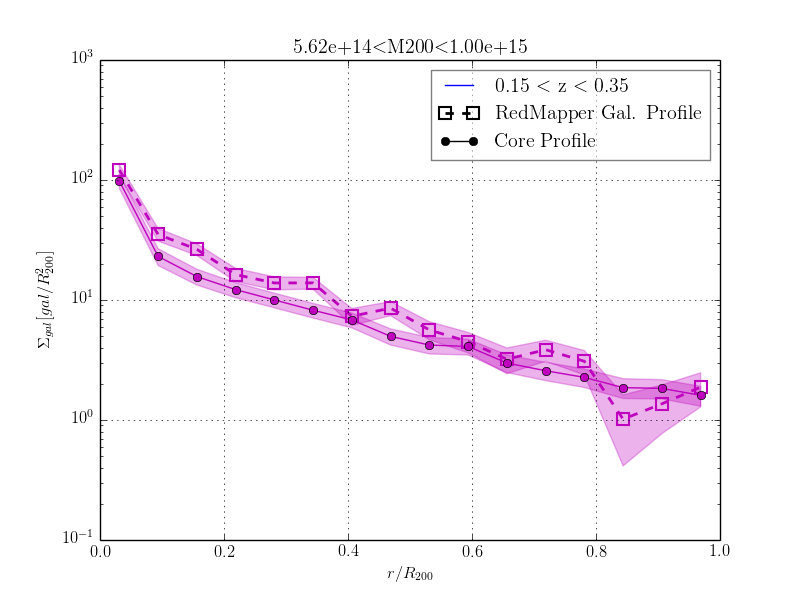 5.62e+14<M200<1.00e+15
0.15 < z < 0.35
RedMapper Gal. Profile
Core Profile
10³
10²
10¹
10⁰
10⁻¹
Σ_gal[gal/R²₂₀₀]
0.0 0.2 0.4 0.6 0.8 1.0
r/R₂₀₀